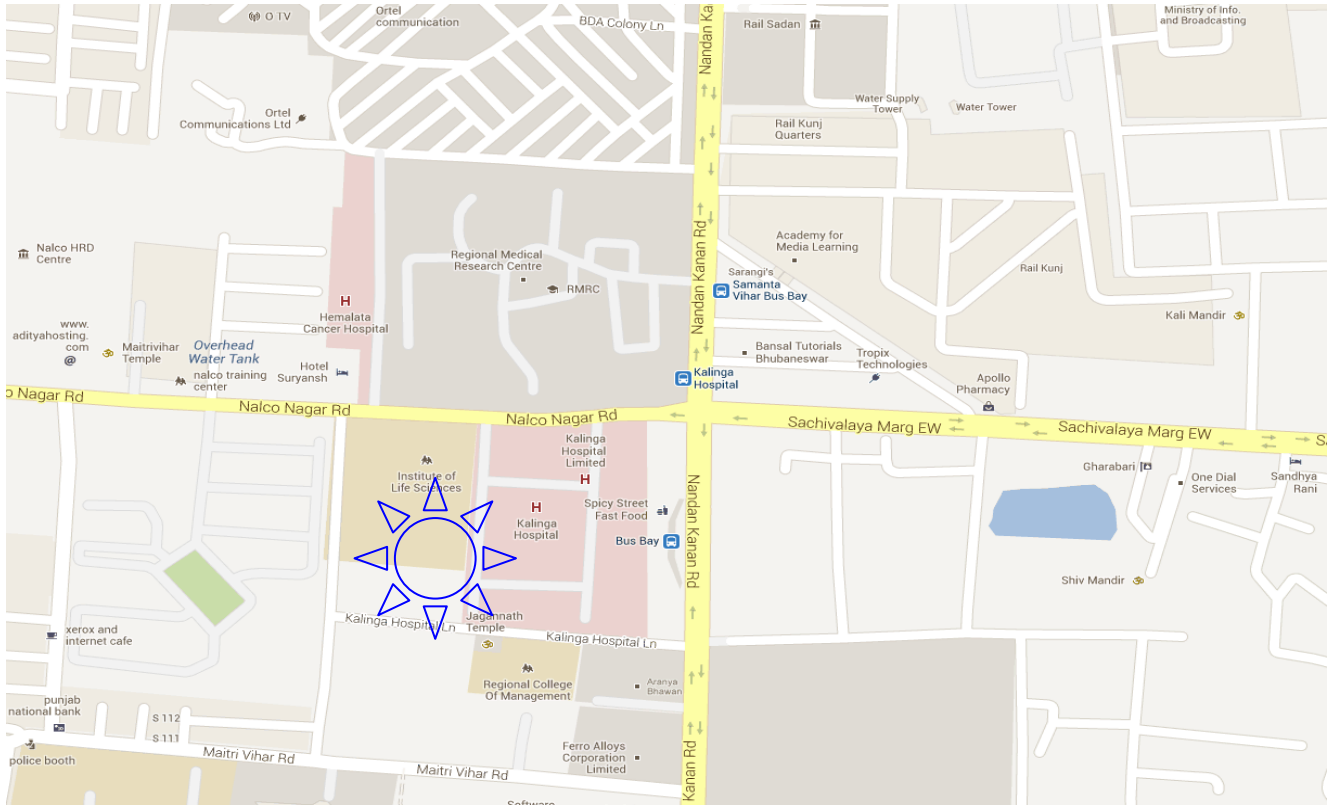 O TV
Ortel
communication
BDA Colony Ln
Nandan Ka
Rail Sadan
Ministry of Info.
and Broadcasting
Ortel
Communications Ltd
Water Supply
Tower
Water Tower
Rail Kunj
Quarters
Nalco HRD
Centre
Regional Medical
Research Centre
RMRC
Nandan Kanan Rd
Academy for
Media Learning
Sarangi's
Samanta
Vihar Bus Bay
Rail Kunj
H
Hemalata
Cancer Hospital
Kali Mandir
www.
adityahosting.
com
Maitrivihar
Temple
Overhead
Water Tank
nalco training
center
Hotel
Suryansh
Bansal Tutorials
Bhubaneswar
Tropix
Technologies
Kalinga
Hospital
Apollo
Pharmacy
o Nagar Rd
Nalco Nagar Rd
Nalco Nagar Rd
Sachivalaya Marg EW
Sachivalaya Marg EW
Sa
Kalinga
Hospital
Limited
H
Institute of
Life Sciences
H
Kalinga
Hospital
Spicy Street
Fast Food
Bus Bay
Nandan Kanan Rd
Gharabari
One Dial
Services
Sandhya
Rani
Shiv Mandir
Jagannath
Temple
Kalinga Hospital Ln
Kalinga Hospital Ln
xerox and
internet cafe
Regional College
Of Management
Aranya
Bhawan
punjab
national bank
S 112
S 111
police booth
Maitri Vihar Rd
Maitri Vihar Rd
Ferro Alloys
Corporation
Limited
Kanan Rd
Software